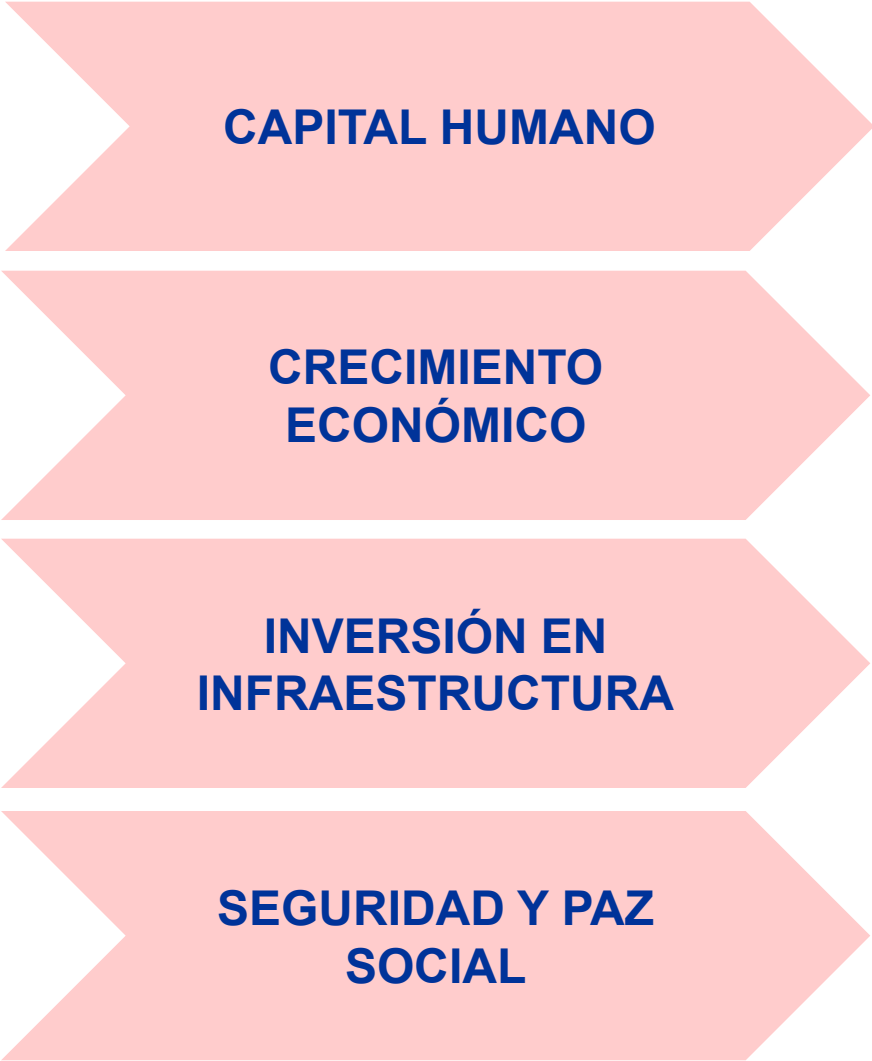 CAPITAL HUMANO
CRECIMIENTO
ECONÓMICO
INVERSIÓN EN
INFRAESTRUCTURA
SEGURIDAD Y PAZ
SOCIAL